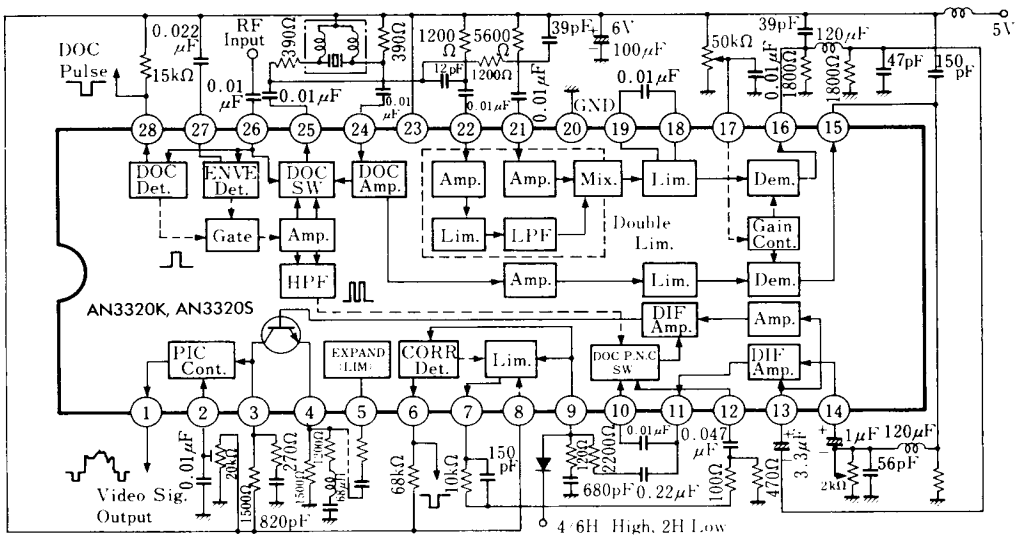 DOC
Pulse
15kΩ
0.022
μF
RF
Input
0.01
μF
0.01μF
390Ω
390Ω
0.01
μF
1200
Ω
12pF
5600
Ω
1200Ω
0.01μF
39pF
0.01μF
6V
100μF
GND
0.01μF
50kΩ
0.01μF
39pF
1800Ω
120μF
1800Ω
47pF
150
pF
5V
28
27
26
25
24
23
22
21
20
19
18
17
16
15
DOC
Det.
ENVE
Det.
DOC
SW
DOC
Amp.
Amp.
Amp.
Mix.
Lim.
Dem.
Gate
Amp.
Lim.
LPF
Double
Lim.
Gain
Cont.
HPF
Amp.
Lim.
Dem.
AN3320K, AN3320S
DIF
Amp.
Amp.
PIC
Cont.
EXPAND
(LIM)
CORR
Det.
Lim.
DOC P.N.C
SW
DIF
Amp.
1
2
3
4
5
6
7
8
9
10
11
12
13
14
Video Sig.
Output
0.01μF
20kΩ
1500Ω
270Ω
820pF
1500Ω
1200Ω
68μF
68kΩ
10kΩ
150
pF
120Ω
680pF
2200Ω
0.01μF
0.22μF
0.047
μF
100Ω
470Ω
3.3μF
1μF
2kΩ
56pF
120μF
4/6H High, 2H Low